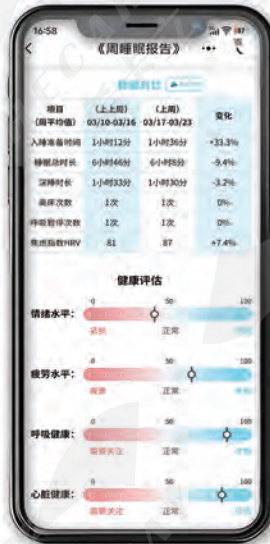 16:58
《周睡眠报告》
项目 (上上周) (上周) 变化
(周平均值) 03/10-03/16 03/17-03/23
入睡准备时间 1小时12分 1小时36分 +33.3%
睡眠总时长 6小时46分 6小时8分 -9.4%
深睡时长 1小时33分 1小时30分 -3.2%
离床次数 1次 1次 0%
呼吸暂停次数 1次 1次 0%
焦虑指数HRV 81 87 +7.4%
健康评估
0 50 100
情绪水平：
正常
0 50 100
疲劳水平：
疲惫 正常
0 50 100
呼吸健康：
需要关注 正常
0 50 100
心脏健康：
需要关注 正常